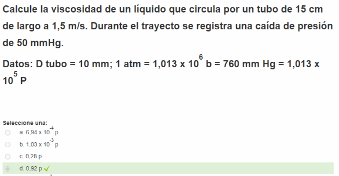 Calcule la viscosidad de un líquido que circula por un tubo de 15 cm
de largo a 1,5 m/s. Durante el trayecto se registra una caída de presión
de 50 mmHg.
Datos: D tubo = 10 mm; 1 atm = 1,013 x 10⁶ b = 760 mm Hg = 1,013 x
10⁵ P
Seleccione una:
a. 6,94 x 10⁻⁴ p
b. 1,03 x 10⁻³ p
c. 0,28 p
d. 0,92 p ✓